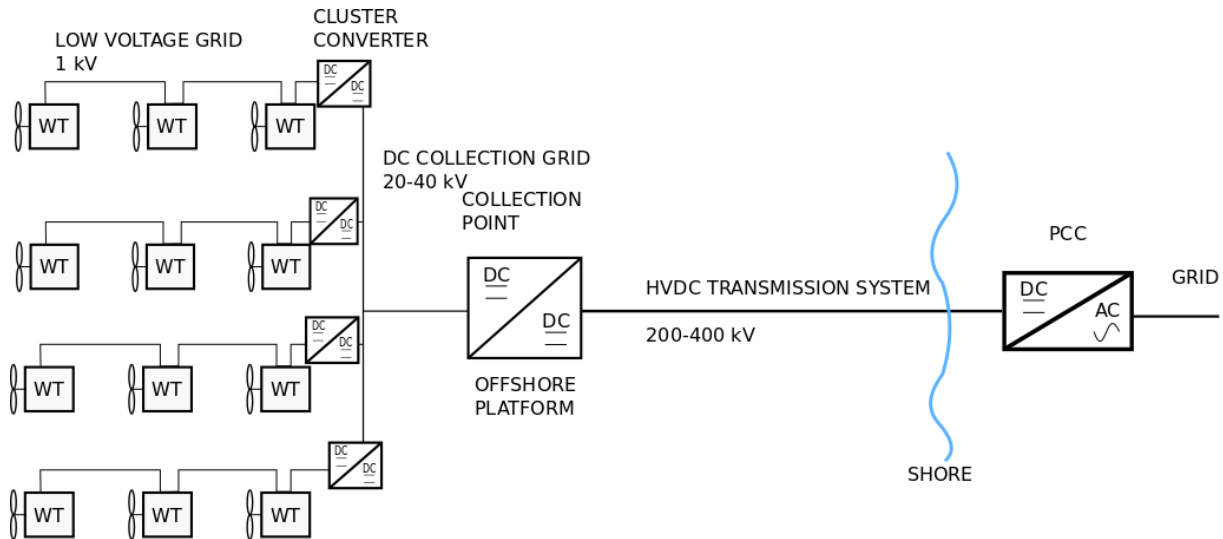 CLUSTER
CONVERTER
LOW VOLTAGE GRID
1 kV
DC
DC
WT
WT
WT
DC COLLECTION GRID
20-40 kV
COLLECTION
POINT
DC
DC
WT
WT
WT
PCC
DC
DC
HVDC TRANSMISSION SYSTEM
200-400 kV
DC
AC
GRID
DC
DC
WT
WT
WT
OFFSHORE
PLATFORM
DC
DC
WT
WT
WT
SHORE